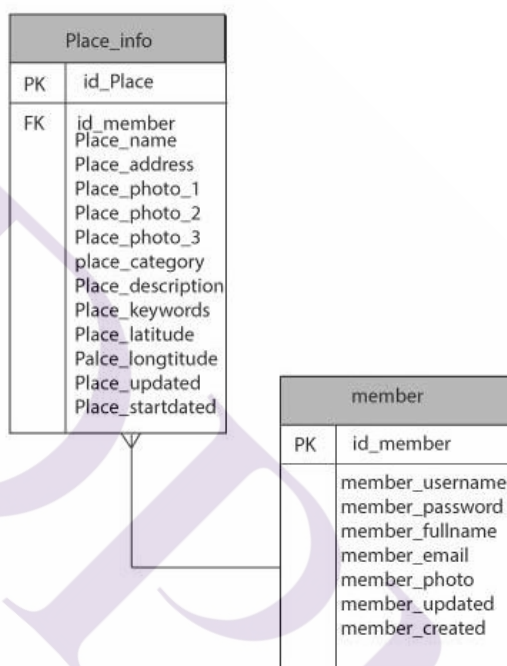 Place_info
PK id_Place
FK id_member
Place_name
Place_address
Place_photo_1
Place_photo_2
Place_photo_3
place_category
Place_description
Place_keywords
Place_latitude
Palce_longtitude
Place_updated
Place_startdated
member
PK id_member
member_username
member_password
member_fullname
member_email
member_photo
member_updated
member_created